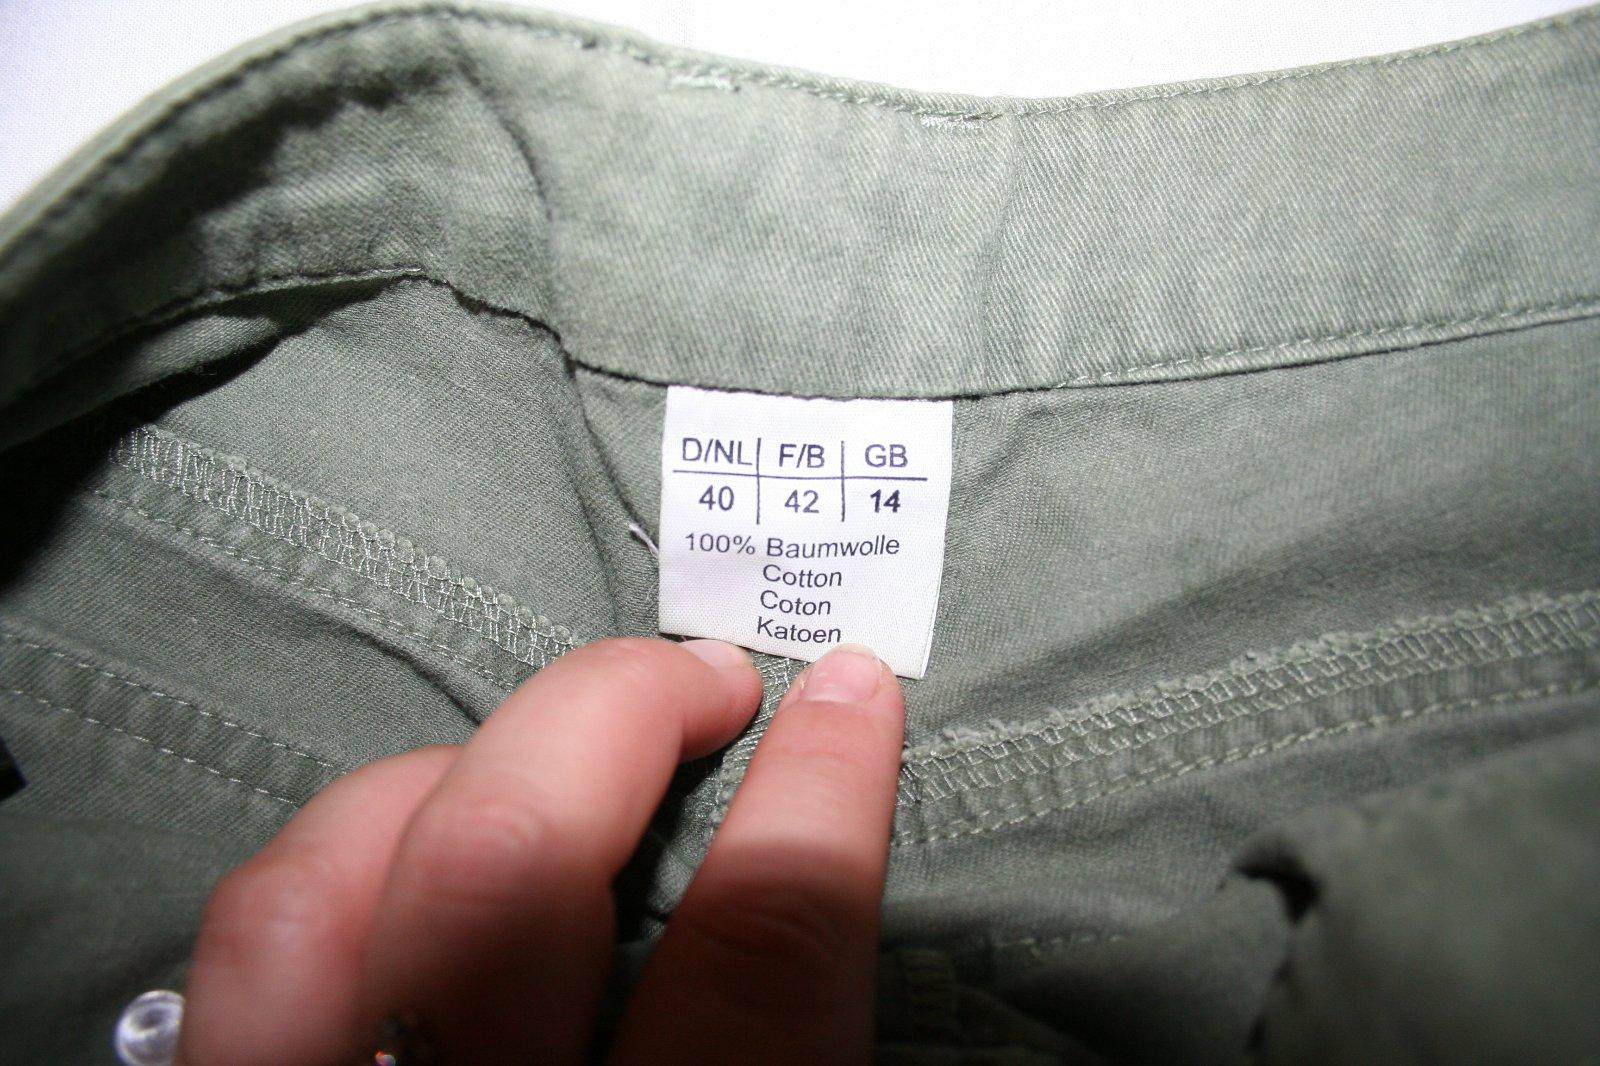 D/NL F/B GB
40 42 14
100% Baumwolle
Cotton
Coton
Katoen